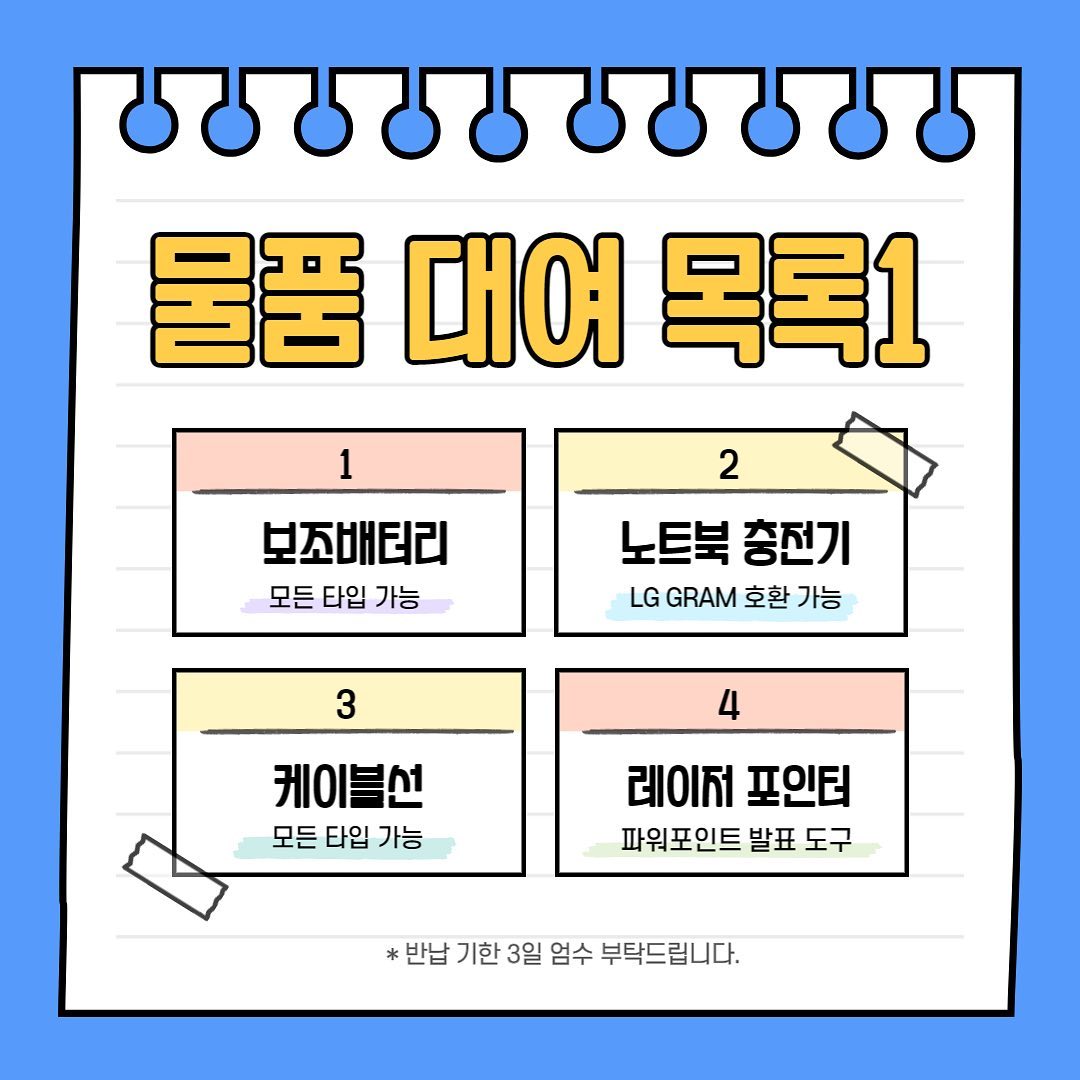 물품 대여 목록1
1
보조배터리
모든 타입 가능
2
노트북 충전기
LG GRAM 호환 가능
3
케이블선
모든 타입 가능
4
레이저 포인터
파워포인트 발표 도구
* 반납 기한 3일 엄수 부탁드립니다.